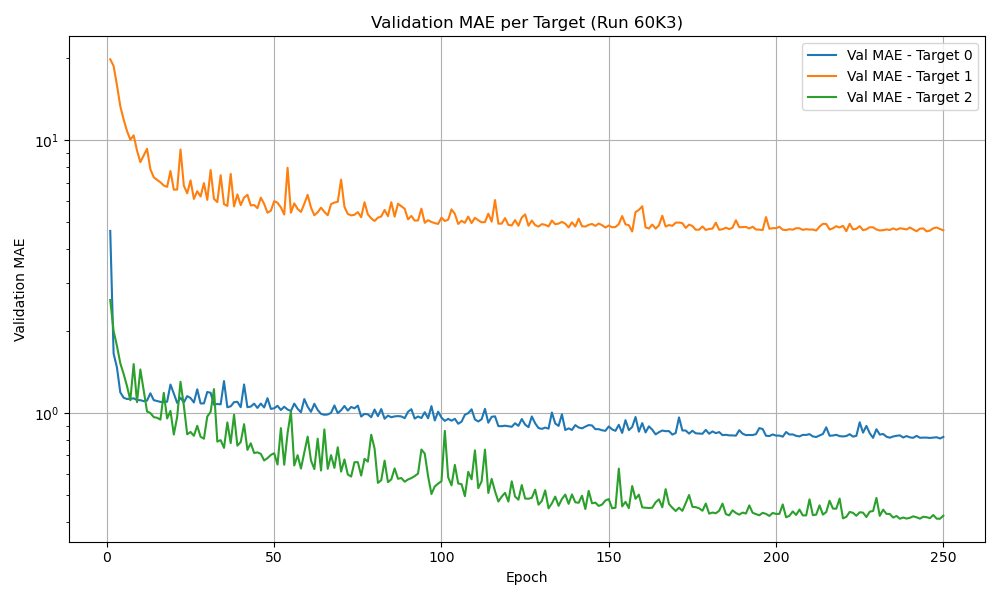 Validation MAE per Target (Run 60K3)
Val MAE - Target 0
Val MAE - Target 1
Val MAE - Target 2
Validation MAE
10¹
10⁰
0 50 100 150 200 250
Epoch